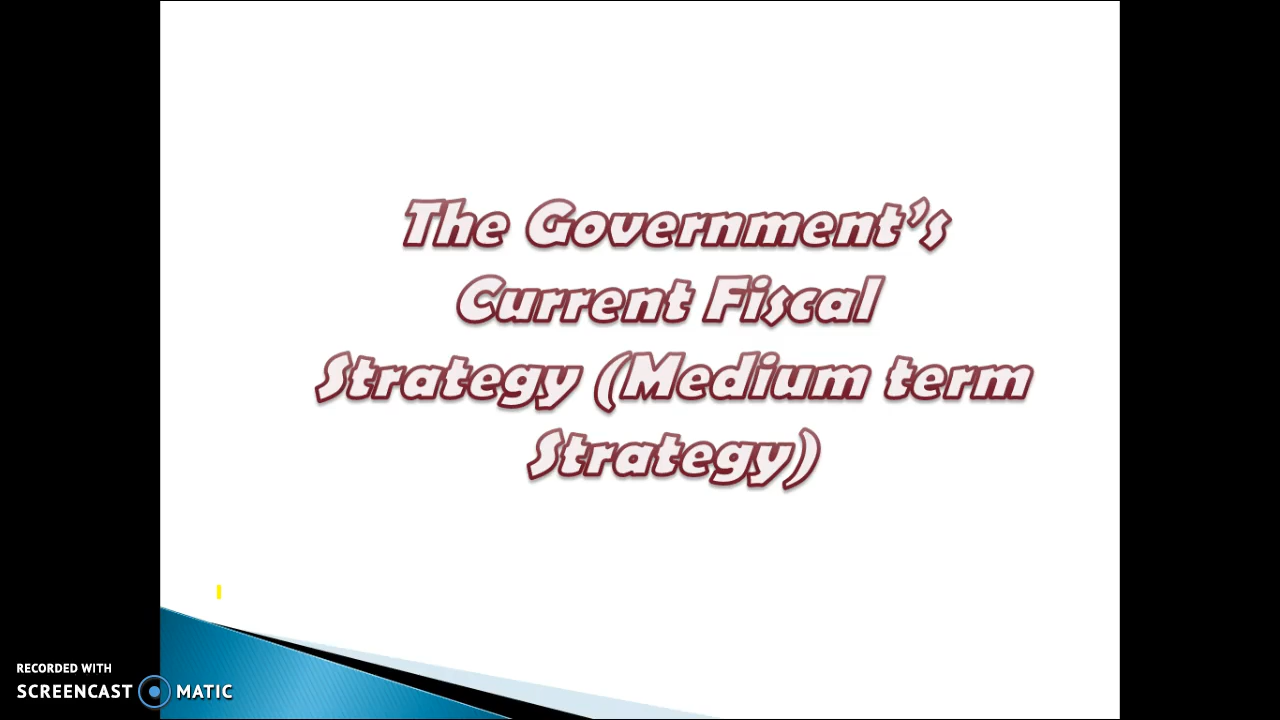 The Government's
Current Fiscal
Strategy (Medium term
Strategy)
RECORDED WITH
SCREENCAST MATIC